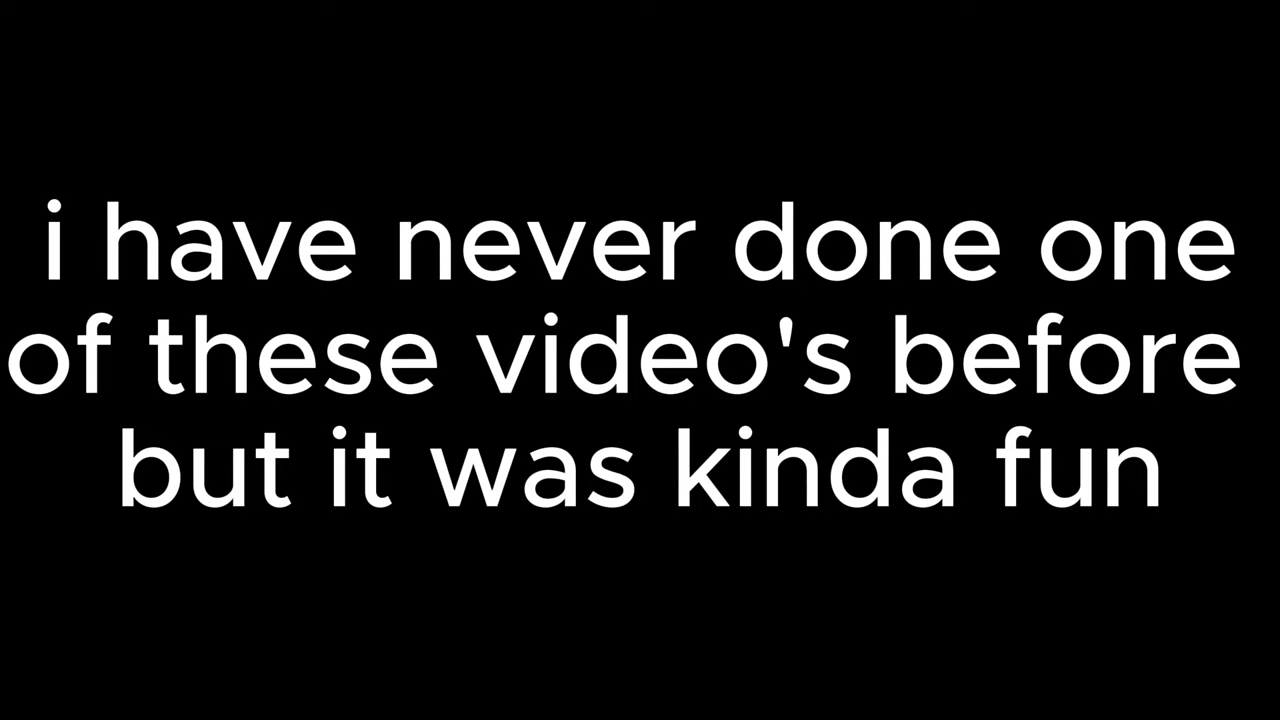 i have never done one
of these video's before
but it was kinda fun